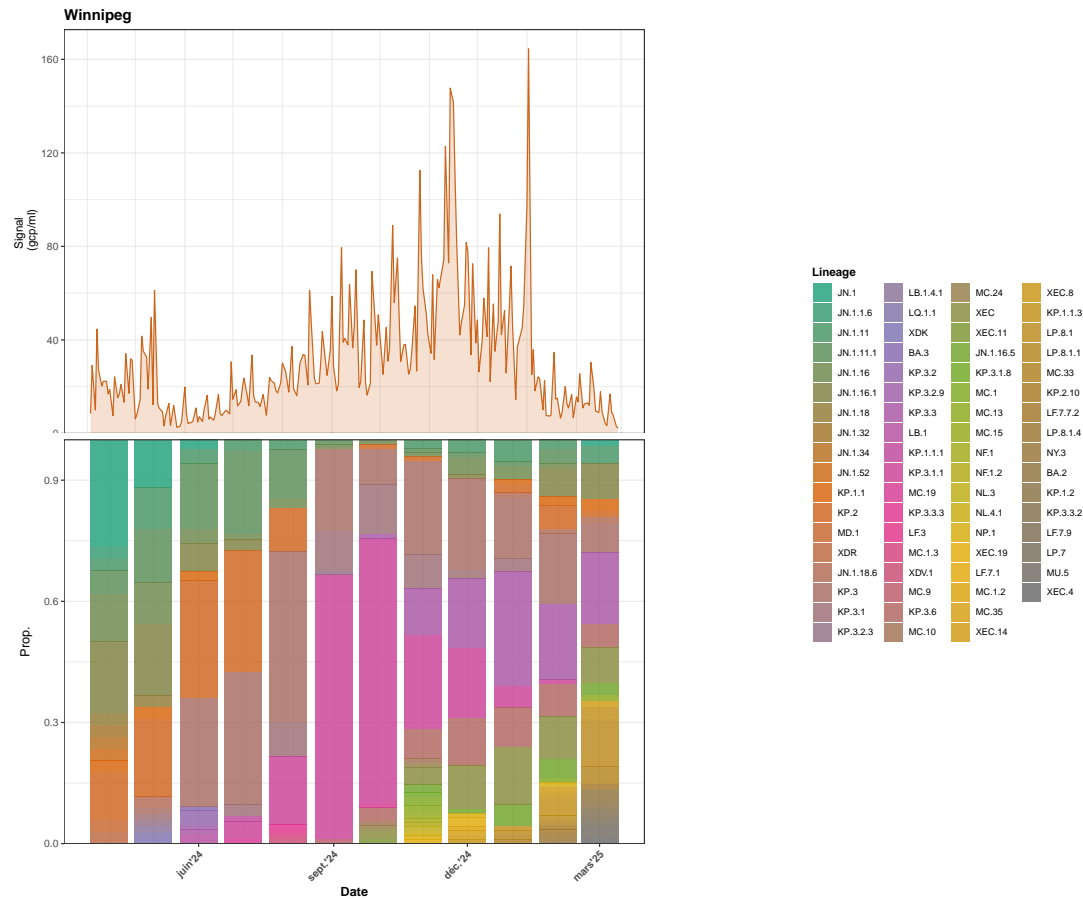 Winnipeg
160
120
80
40
0
Signal
(gcp/ml)
0.9
0.6
0.3
0.0
Prop.
juin'24
sept.'24
déc.'24
mars'25
Date
Lineage
JN.1
JN.1.1.6
JN.1.11
JN.1.11.1
JN.1.16
JN.1.16.1
JN.1.18
JN.1.32
JN.1.34
JN.1.52
KP.1.1
KP.2
MD.1
XDR
JN.1.18.6
KP.3
KP.3.1
KP.3.2.3
LB.1.4.1
LQ.1.1
XDK
BA.3
KP.3.2
KP.3.2.9
KP.3.3
LB.1
KP.1.1.1
KP.3.1.1
MC.19
KP.3.3.3
LF.3
MC.1.3
XDV.1
MC.9
KP.3.6
MC.10
MC.24
XEC
XEC.11
JN.1.16.5
KP.3.1.8
MC.1
MC.13
MC.15
NF.1
NF.1.2
NL.3
NL.4.1
NP.1
XEC.19
LF.7.1
MC.1.2
MC.35
XEC.14
XEC.8
KP.1.1.3
LP.8.1
LP.8.1.1
MC.33
KP.2.10
LF.7.7.2
LP.8.1.4
NY.3
BA.2
KP.1.2
KP.3.3.2
LF.7.9
LP.7
MU.5
XEC.4